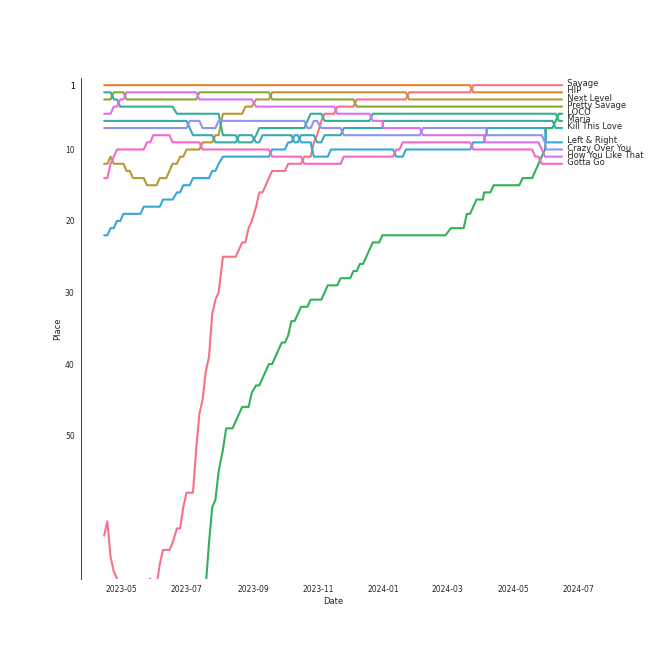 Savage
HIP
Next Level
Pretty Savage
LOCO
Maria
Kill This Love
Left & Right
Crazy Over You
How You Like That
Gotta Go
1
10
20
30
40
50
Place
2023-05 2023-07 2023-09 2023-11 2024-01 2024-03 2024-05 2024-07
Date